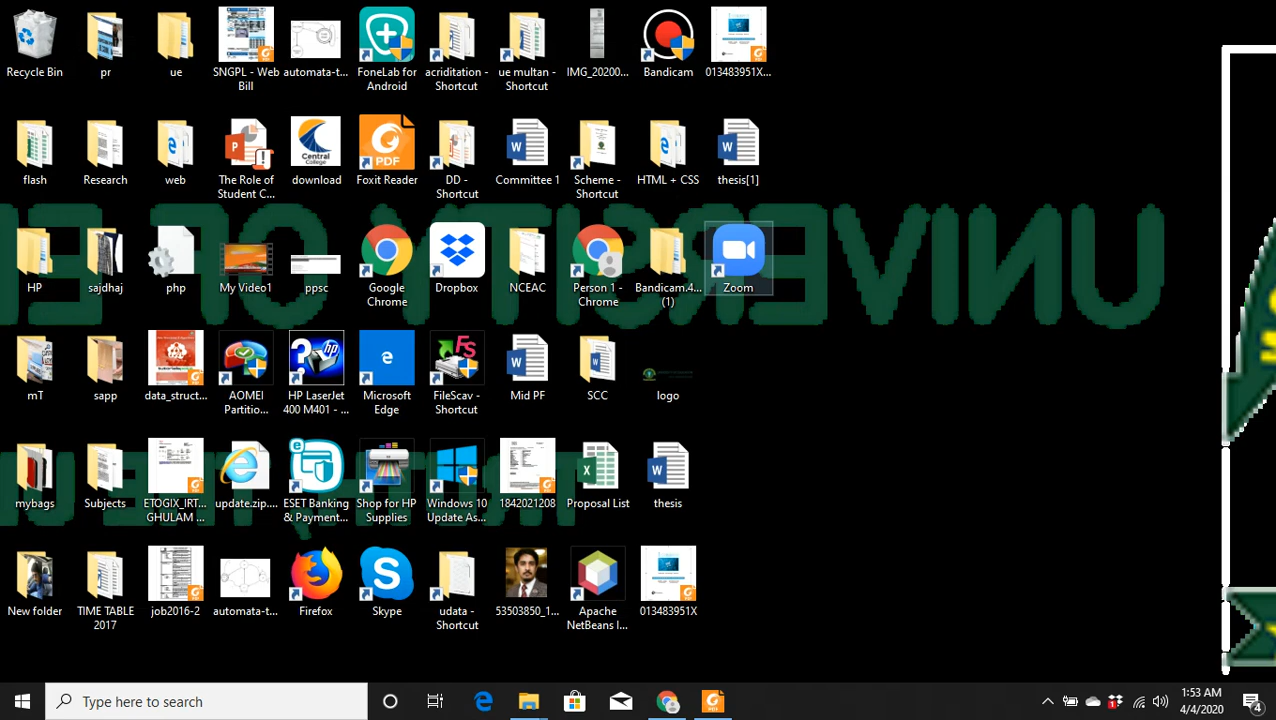 Recycle Bin
pr
ue
SNGPL - Web
Bill
automata-t...
FoneLab for
Android
acriditation -
Shortcut
ue multan -
Shortcut
IMG_20200...
Bandicam
013483951X...
flash
Research
web
The Role of
Student C...
Central
College
download
PDF
Foxit Reader
DD -
Shortcut
Committee 1
Scheme -
Shortcut
HTML + CSS
thesis[1]
HP
sajdhaj
php
My Video1
ppsc
Google
Chrome
Dropbox
NCEAC
Person 1 -
Chrome
Bandicam.4...
(1)
Zoom
mT
sapp
data_struct...
AOMEI
Partitio...
HP LaserJet
400 M401 - ...
Microsoft
Edge
FileScav -
Shortcut
Mid PF
SCC
logo
mybags
Subjects
ETOGIX_IRT...
GHULAM ...
update.zip....
ESET Banking
& Payment...
Shop for HP
Supplies
Windows 10
Update As...
1842021208
Proposal List
thesis
New folder
TIME TABLE
2017
job2016-2
automata-t...
Firefox
Skype
udata -
Shortcut
53503850_1...
Apache
NetBeans I...
013483951X
Type here to search
1:53 AM
4/4/2020
4